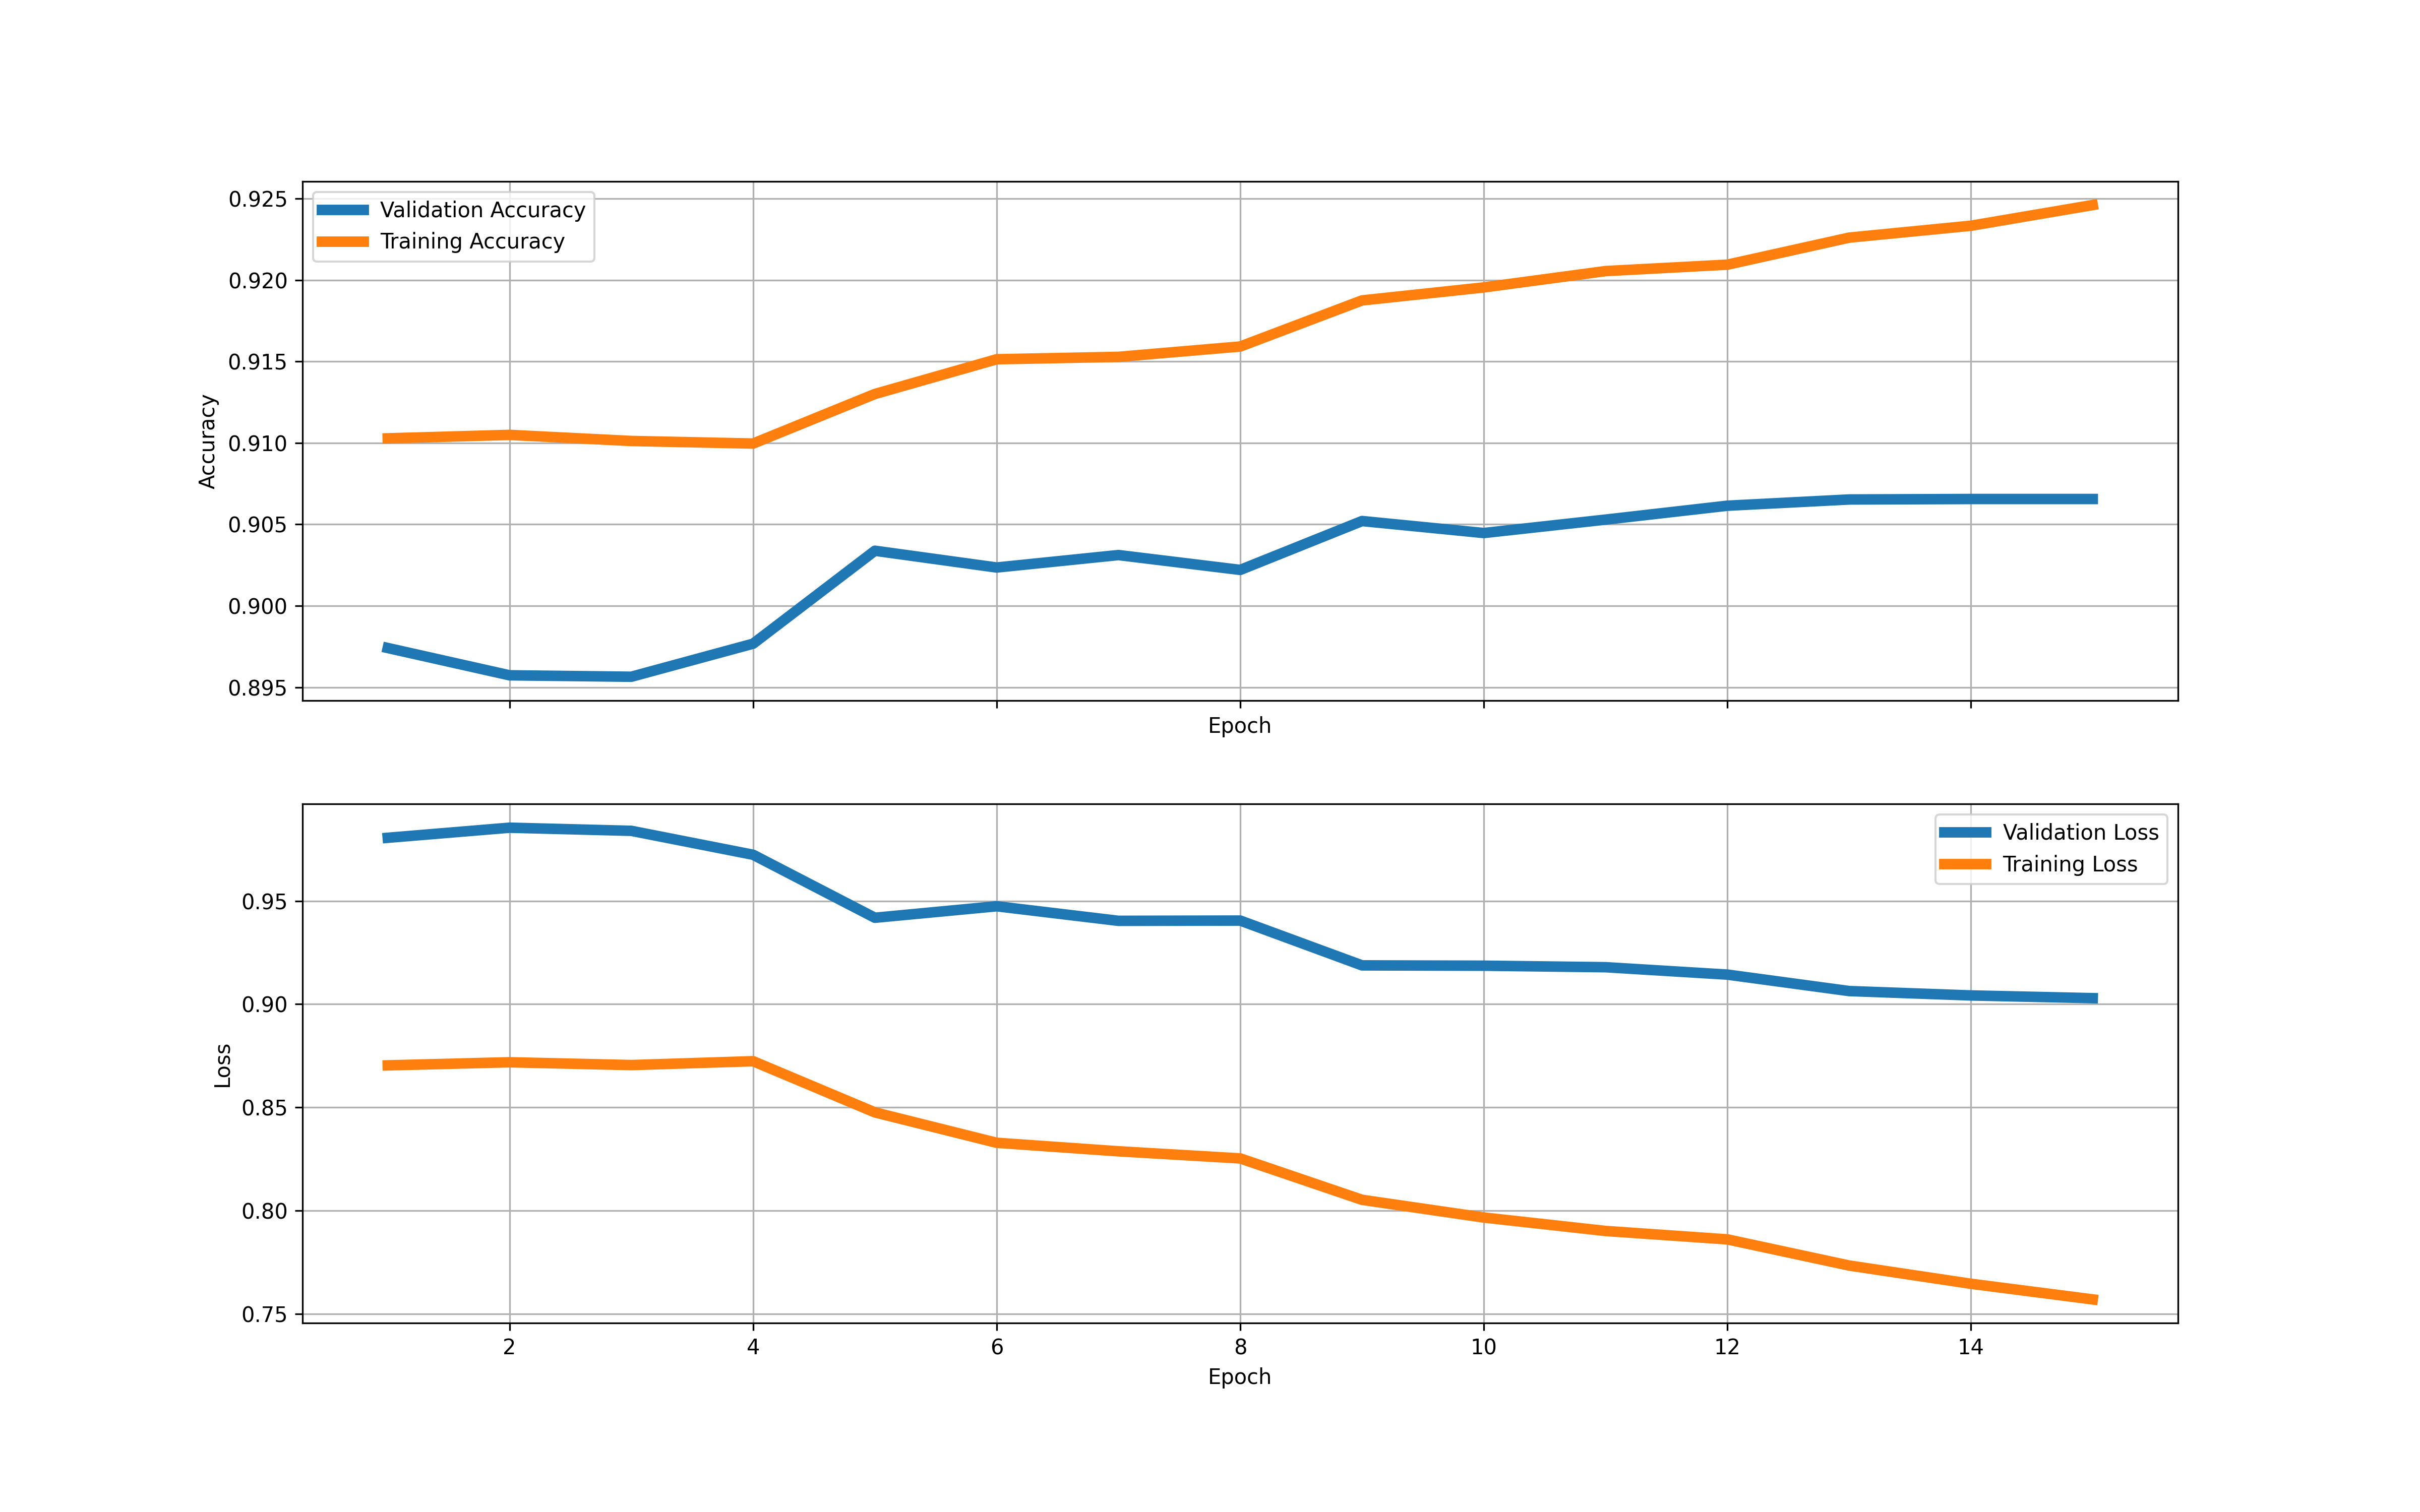 0.925
0.920
0.915
0.910
0.905
0.900
0.895
Accuracy
Validation Accuracy
Training Accuracy
Epoch
0.95
0.90
0.85
0.80
0.75
Loss
Validation Loss
Training Loss
2 4 6 8 10 12 14
Epoch